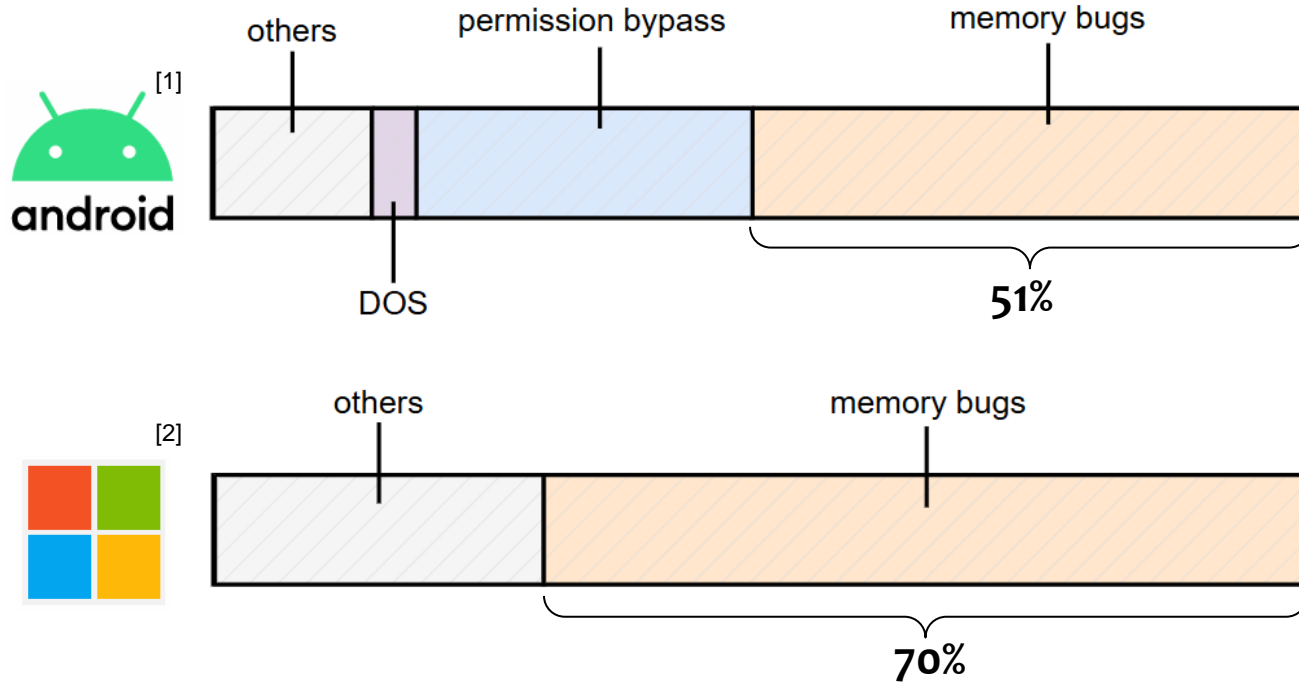 others
permission bypass
memory bugs
[1]
android
DOS
51%
others
memory bugs
[2]
70%